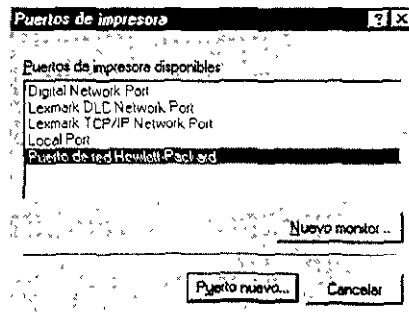 Puertos de impresora
Puertos de impresora disponibles
Digital Network Port
Lexmark DLC Network Port
Lexmark TCP/IP Network Port
Local Port
Puerto de red Hewlett-Packard
Nuevo monitor...
Puerto nuevo...
Cancelar